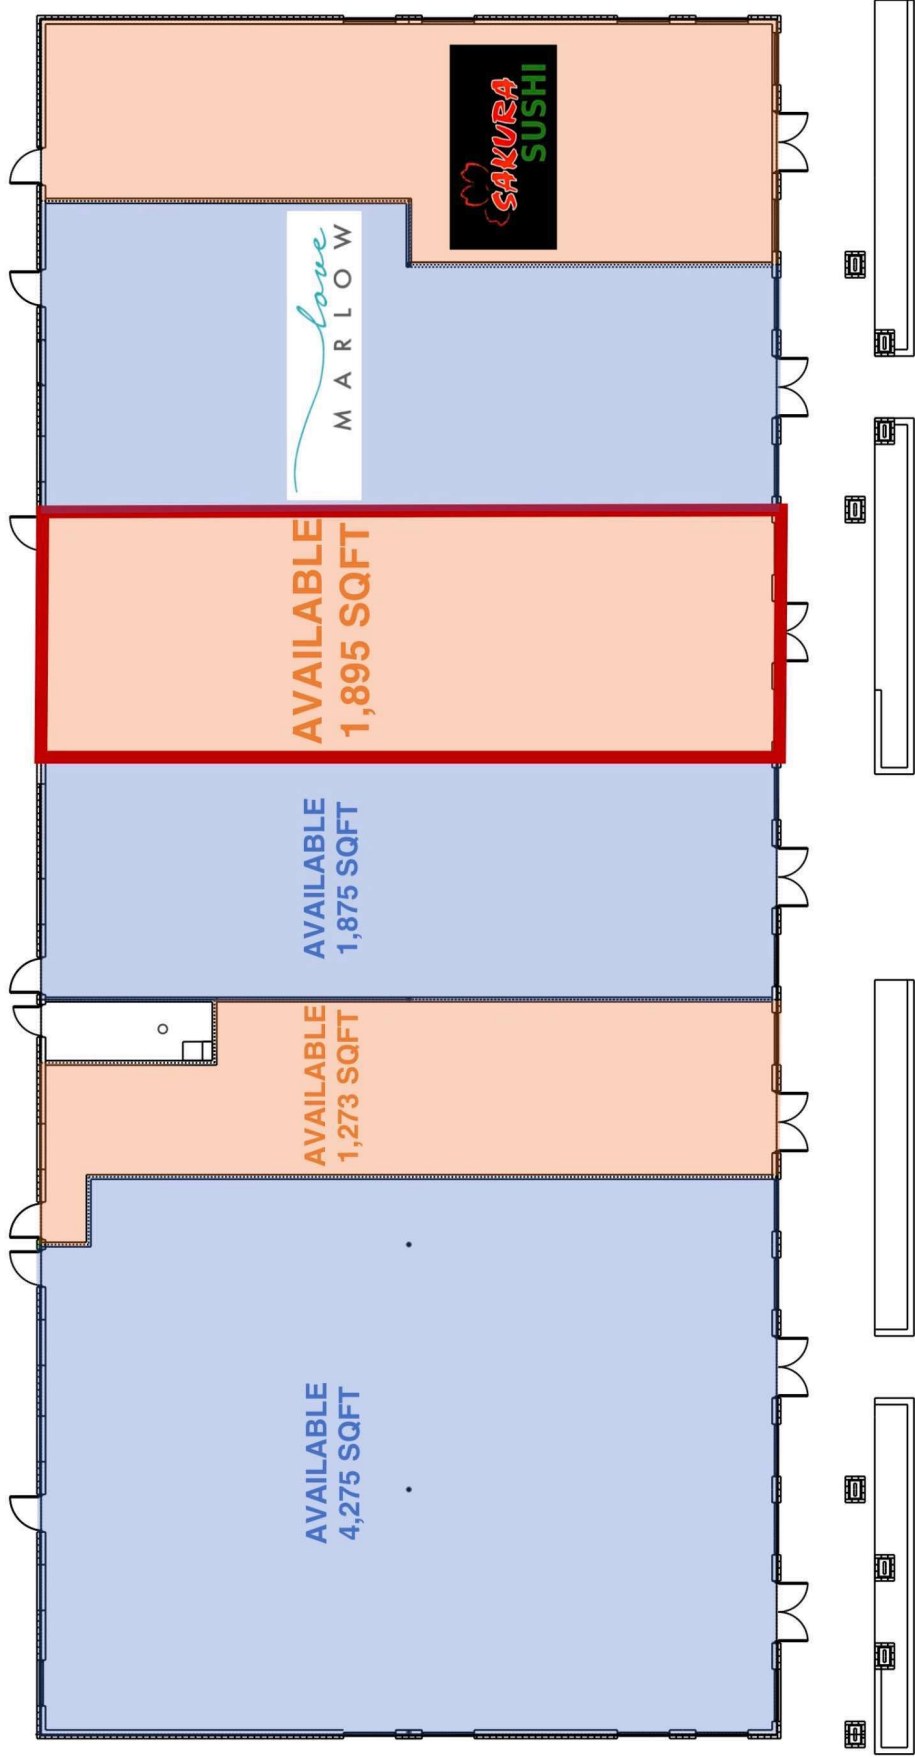 AVAILABLE
4,275 SQFT
AVAILABLE
1,273 SQFT
AVAILABLE
1,875 SQFT
AVAILABLE
1,895 SQFT
love
MARLOW
SAKURA
SUSHI